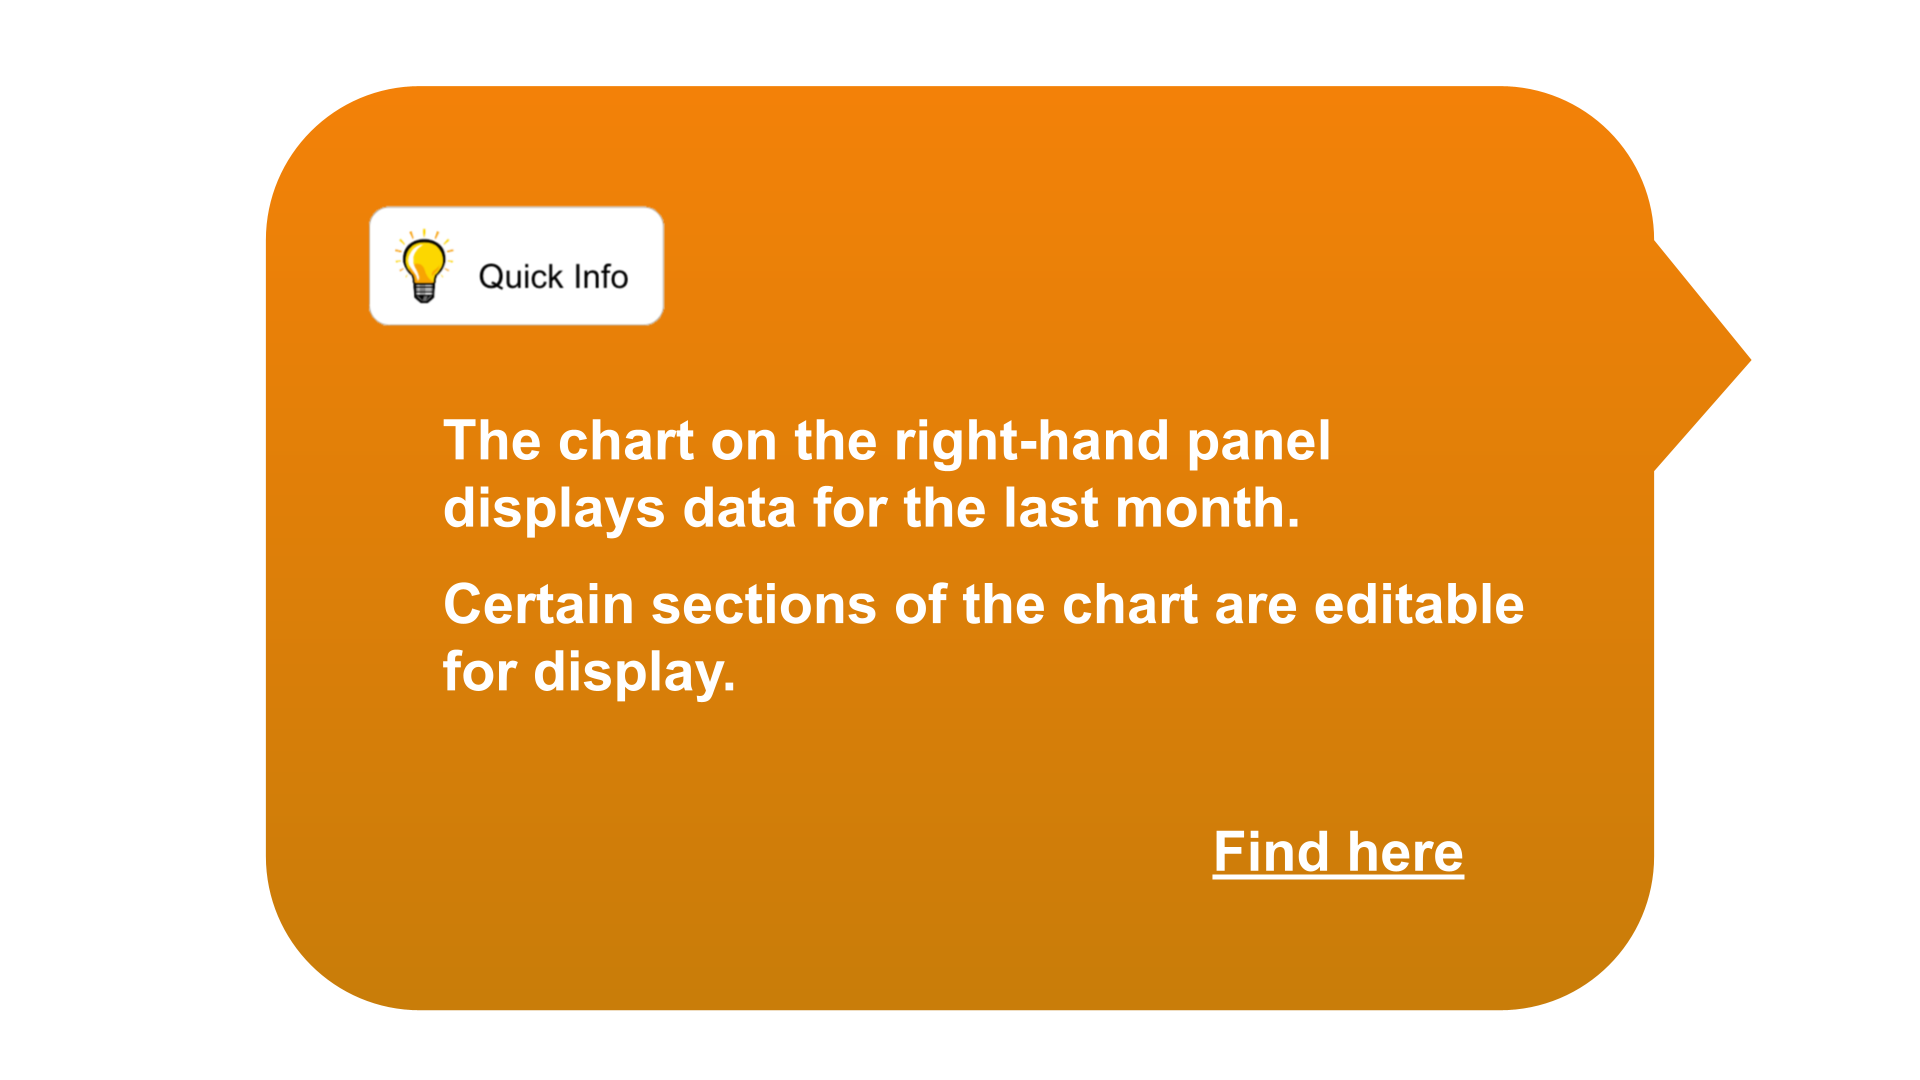 Quick Info
The chart on the right-hand panel
displays data for the last month.
Certain sections of the chart are editable
for display.
Find here